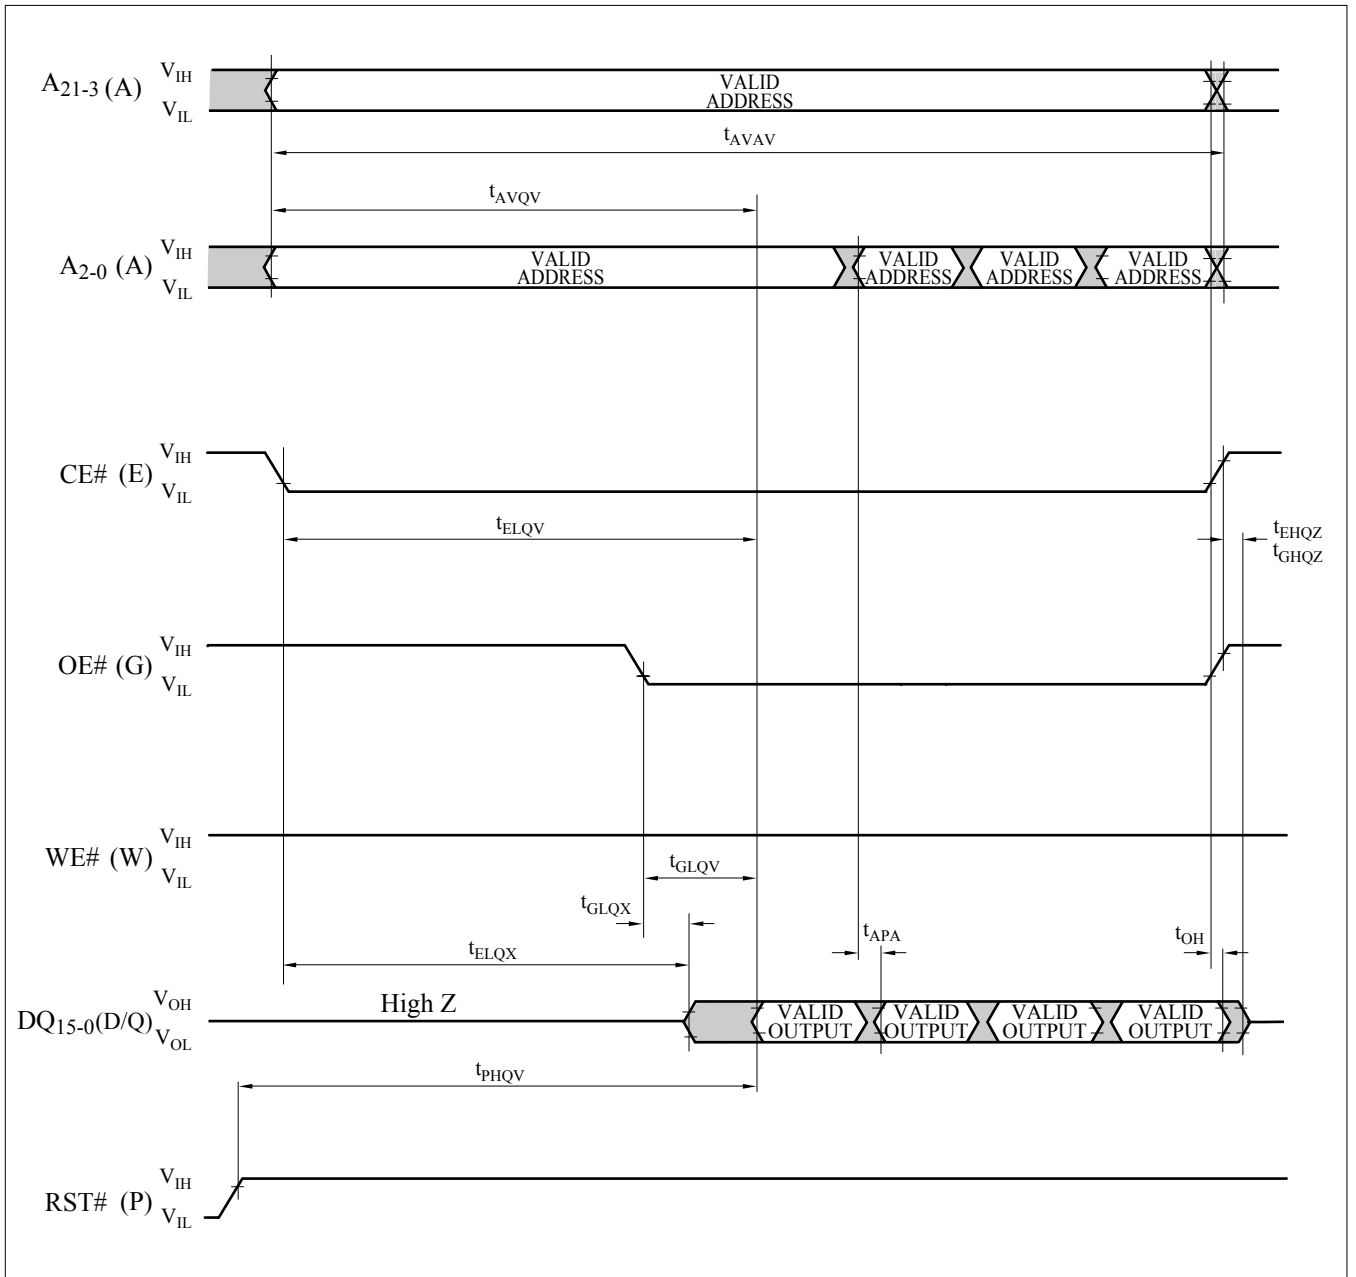 A21-3 (A) VIH VIL
VALID
ADDRESS
tAVAV
tAVQV
A2-0 (A) VIH VIL
VALID VALID VALID VALID
ADDRESS ADDRESS ADDRESS ADDRESS
CE# (E) VIH VIL
tELQV
tEHQZ
tGHQZ
OE# (G) VIH VIL
WE# (W) VIH VIL
tGLQV
tGLQX
tELQX
tAPA
tOH
DQ15-0(D/Q) VOH VOL
High Z
VALID VALID VALID VALID
OUTPUT OUTPUT OUTPUT OUTPUT
tPHQV
RST# (P) VIH VIL